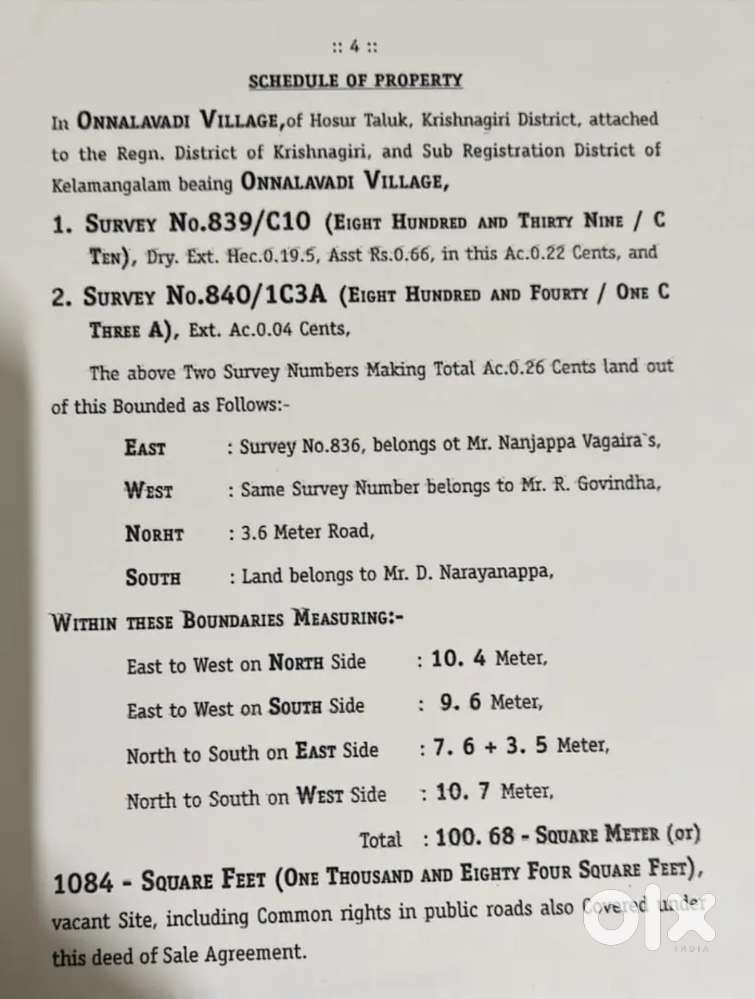 :: 4 ::
SCHEDULE OF PROPERTY
In ONNALAVADI VILLAGE,of Hosur Taluk, Krishnagiri District, attached
to the Regn. District of Krishnagiri, and Sub Registration District of
Kelamangalam beaing ONNALAVADI VILLAGE,
1. SURVEY NO.839/C10 (EIGHT HUNDRED AND THIRTY NINE / C
TEN), Dry. Ext. Hec.0.19.5, Asst Rs.0.66, in this Ac.0.22 Cents, and
2. SURVEY NO.840/1C3A (EIGHT HUNDRED AND FOURTY / ONE C
THREE A), Ext. Ac.0.04 Cents,
The above Two Survey Numbers Making Total Ac.0.26 Cents land out
of this Bounded as Follows:-
EAST : Survey No.836, belongs ot Mr. Nanjappa Vagaira`s,
WEST : Same Survey Number belongs to Mr. R. Govindha,
NORHT : 3.6 Meter Road,
SOUTH : Land belongs to Mr. D. Narayanappa,
WITHIN THESE BOUNDARIES MEASURING:-
East to West on NORTH Side : 10. 4 Meter,
East to West on SOUTH Side : 9. 6 Meter,
North to South on EAST Side : 7. 6 + 3. 5 Meter,
North to South on WEST Side : 10. 7 Meter,
Total : 100. 68 - SQUARE METER (or)
1084 - SQUARE FEET (ONE THOUSAND AND EIGHTY FOUR SQUARE FEET),
vacant Site, including Common rights in public roads also Covered under
this deed of Sale Agreement.
olx
INDIA